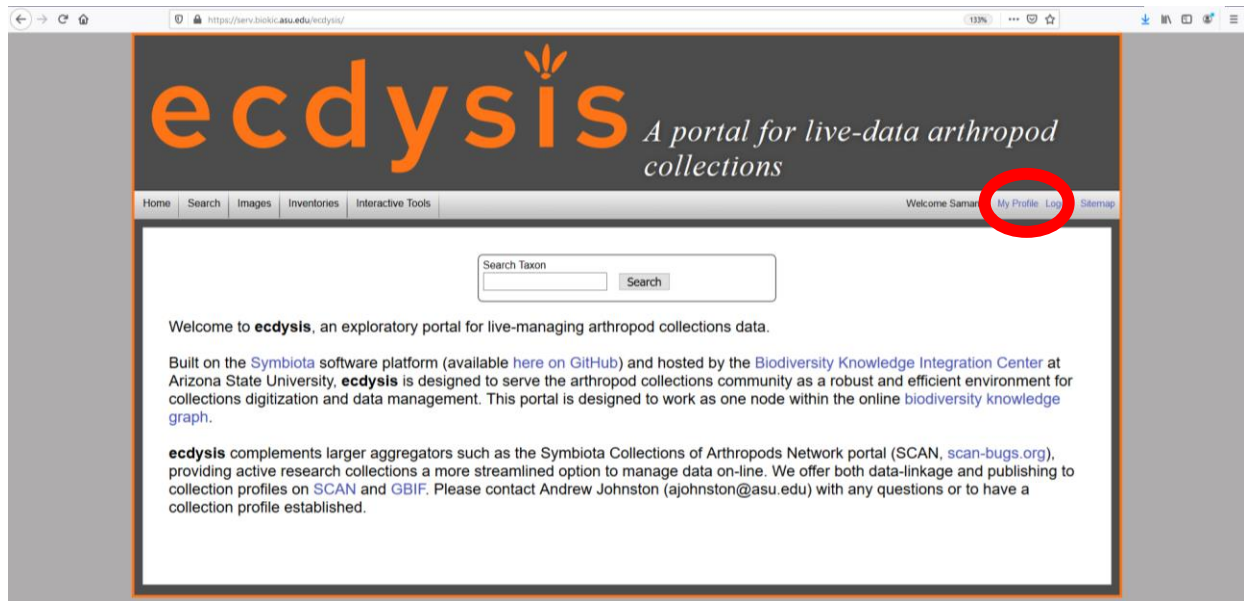 https://serv.biokic.asu.edu/ecdysis/
133%
ecdysis
A portal for live-data arthropod
collections
Home Search Images Inventories Interactive Tools Welcome My Profile Sitemap
Search Taxon
Search
Welcome to ecdysis, an exploratory portal for live-managing arthropod collections data.
Built on the Symbiota software platform (available here on GitHub) and hosted by the Biodiversity Knowledge Integration Center at
Arizona State University, ecdysis is designed to serve the arthropod collections community as a robust and efficient environment for
collections digitization and data management. This portal is designed to work as one node within the online biodiversity knowledge
graph.
ecdysis complements larger aggregators such as the Symbiota Collections of Arthropods Network portal (SCAN, scan-bugs.org),
providing active research collections a more streamlined option to manage data on-line. We offer both data-linkage and publishing to
collection profiles on SCAN and GBIF. Please contact Andrew Johnston (ajohnston@asu.edu) with any questions or to have a
collection profile established.